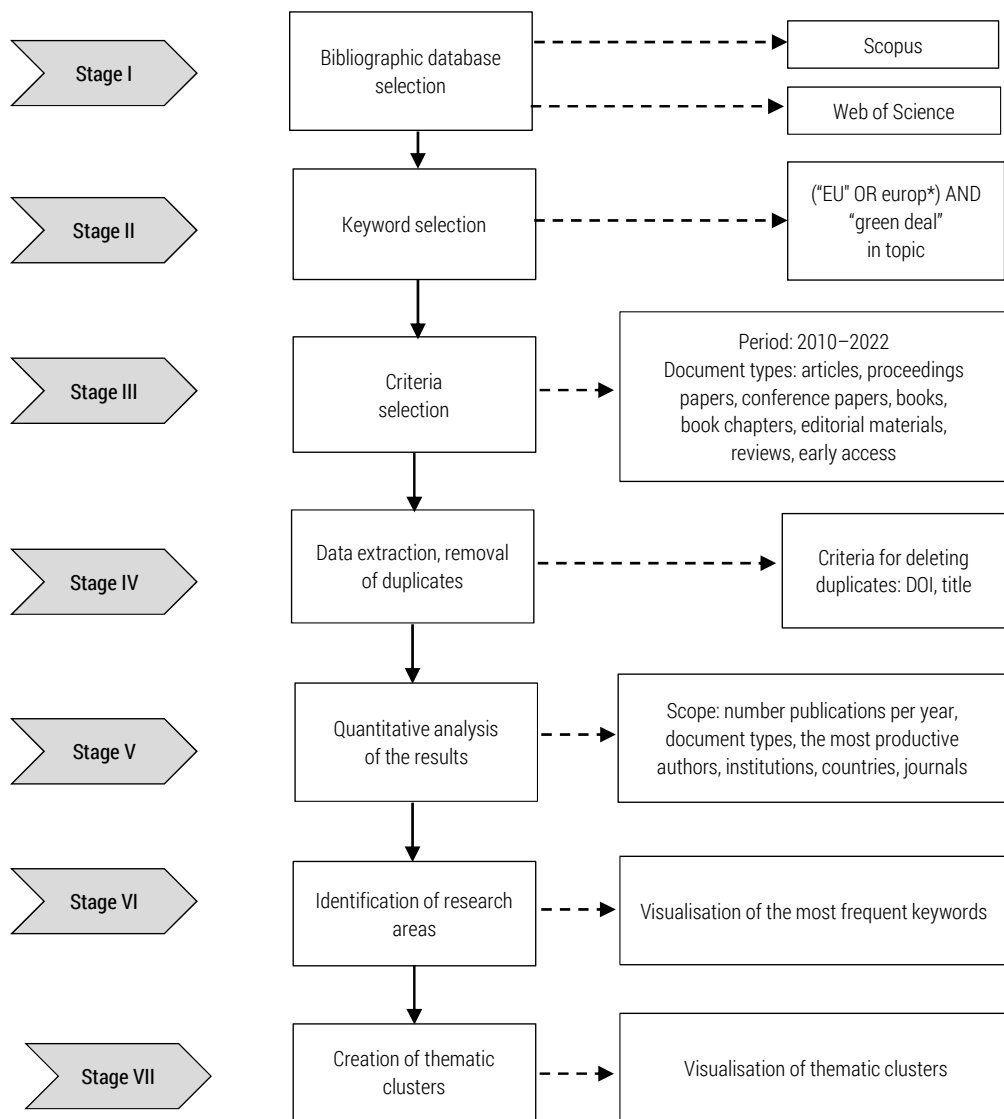 Stage I
Bibliographic database
selection
Scopus
Web of Science
Stage II
Keyword selection
(“EU” OR europ*) AND
“green deal”
in topic
Stage III
Criteria
selection
Period: 2010–2022
Document types: articles, proceedings
papers, conference papers, books,
book chapters, editorial materials,
reviews, early access
Stage IV
Data extraction, removal
of duplicates
Criteria for deleting
duplicates: DOI, title
Stage V
Quantitative analysis
of the results
Scope: number publications per year,
document types, the most productive
authors, institutions, countries, journals
Stage VI
Identification of research
areas
Visualisation of the most frequent keywords
Stage VII
Creation of thematic
clusters
Visualisation of thematic clusters